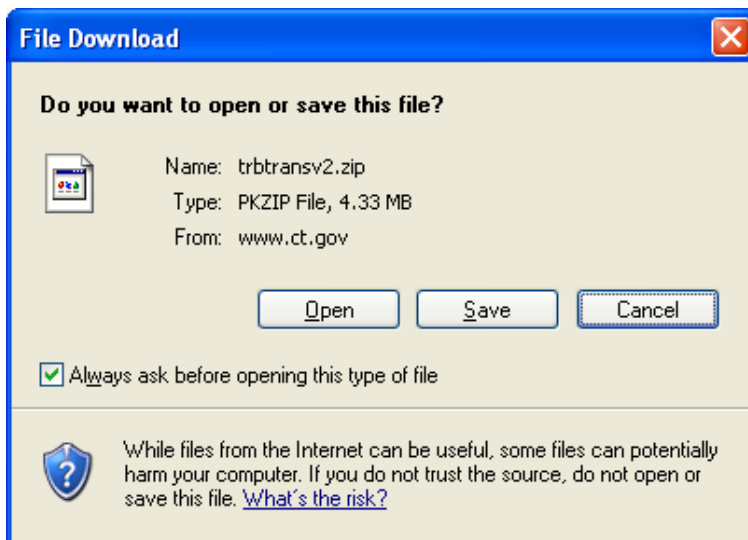 File Download
Do you want to open or save this file?
Name: trbtransv2.zip
Type: PKZIP File, 4.33 MB
From: www.ct.gov
Open Save Cancel
Always ask before opening this type of file
While files from the Internet can be useful, some files can potentially
harm your computer. If you do not trust the source, do not open or
save this file. What's the risk?